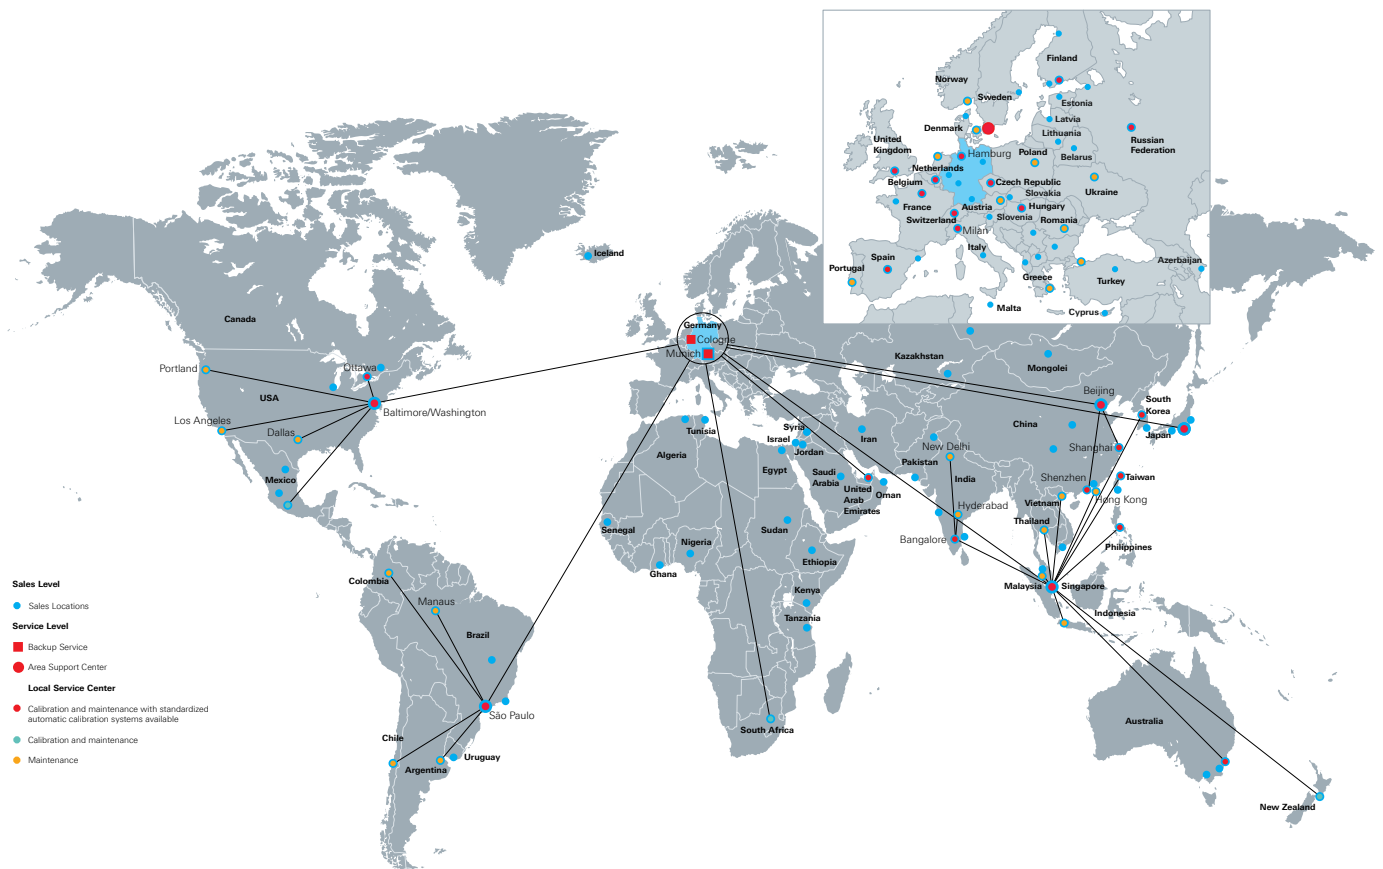 Finland
Norway
Sweden
Estonia
Latvia
Denmark
Lithuania
United
Kingdom
Russian
Federation
Hamburg
Poland
Belarus
Netherlands
Belgium
Czech Republic
Ukraine
Slovakia
France
Austria
Hungary
Switzerland
Slovenia
Romania
Milan
Italy
Spain
Azerbaijan
Portugal
Greece
Turkey
Malta
Cyprus
Iceland
Canada
Germany
Cologne
Munich
Kazakhstan
Mongolei
Portland
Ottawa
USA
Beijing
Baltimore/Washington
South
Korea
Los Angeles
Dallas
Tunisia
Syria
Israel
Jordan
Iran
China
Japan
New Delhi
Shanghai
Algeria
Pakistan
Mexico
Egypt
Saudi
Arabia
United
Arab
Emirates
Oman
India
Shenzhen
Taiwan
Hong Kong
Vietnam
Hyderabad
Thailand
Senegal
Sudan
Bangalore
Nigeria
Philippines
Ethiopia
Ghana
Colombia
Malaysia
Singapore
Kenya
Manaus
Indonesia
Tanzania
Brazil
São Paulo
Australia
South Africa
Chile
Uruguay
Argentina
New Zealand
Sales Level
Sales Locations
Service Level
Backup Service
Area Support Center
Local Service Center
Calibration and maintenance with standardized
automatic calibration systems available
Calibration and maintenance
Maintenance